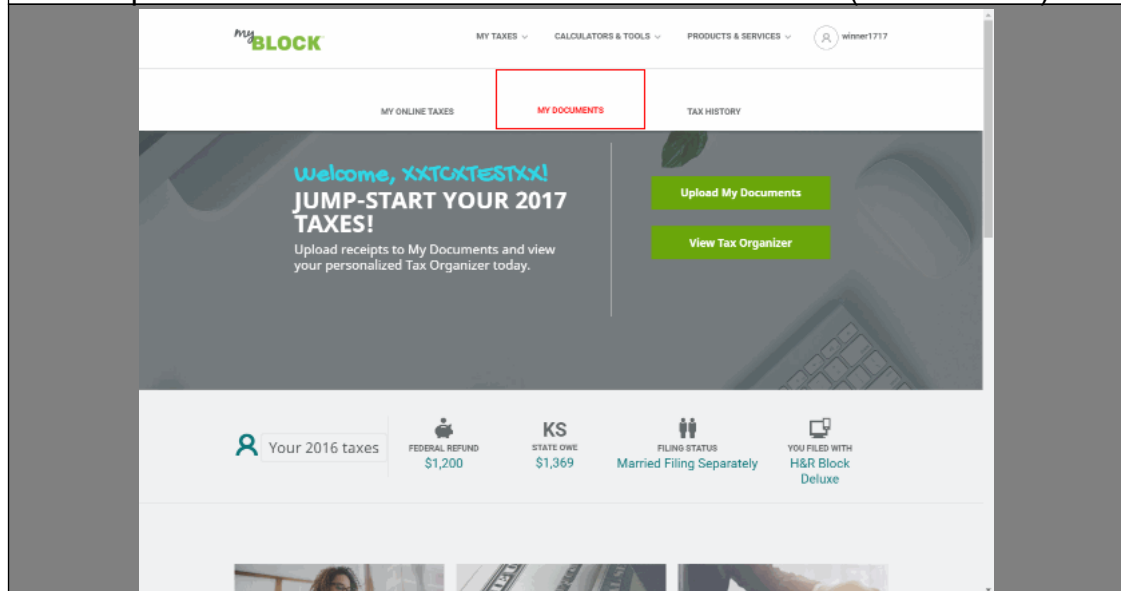 my BLOCK
MY TAXES
CALCULATORS & TOOLS
PRODUCTS & SERVICES
winner1717
MY ONLINE TAXES
MY DOCUMENTS
TAX HISTORY
Welcome, XXTCXTESTXX!
JUMP-START YOUR 2017
TAXES!
Upload receipts to My Documents and view
your personalized Tax Organizer today.
Upload My Documents
View Tax Organizer
Your 2016 taxes
FEDERAL REFUND
$1,200
KS
STATE OWE
$1,369
FILING STATUS
Married Filing Separately
YOU FILED WITH
H&R Block
Deluxe